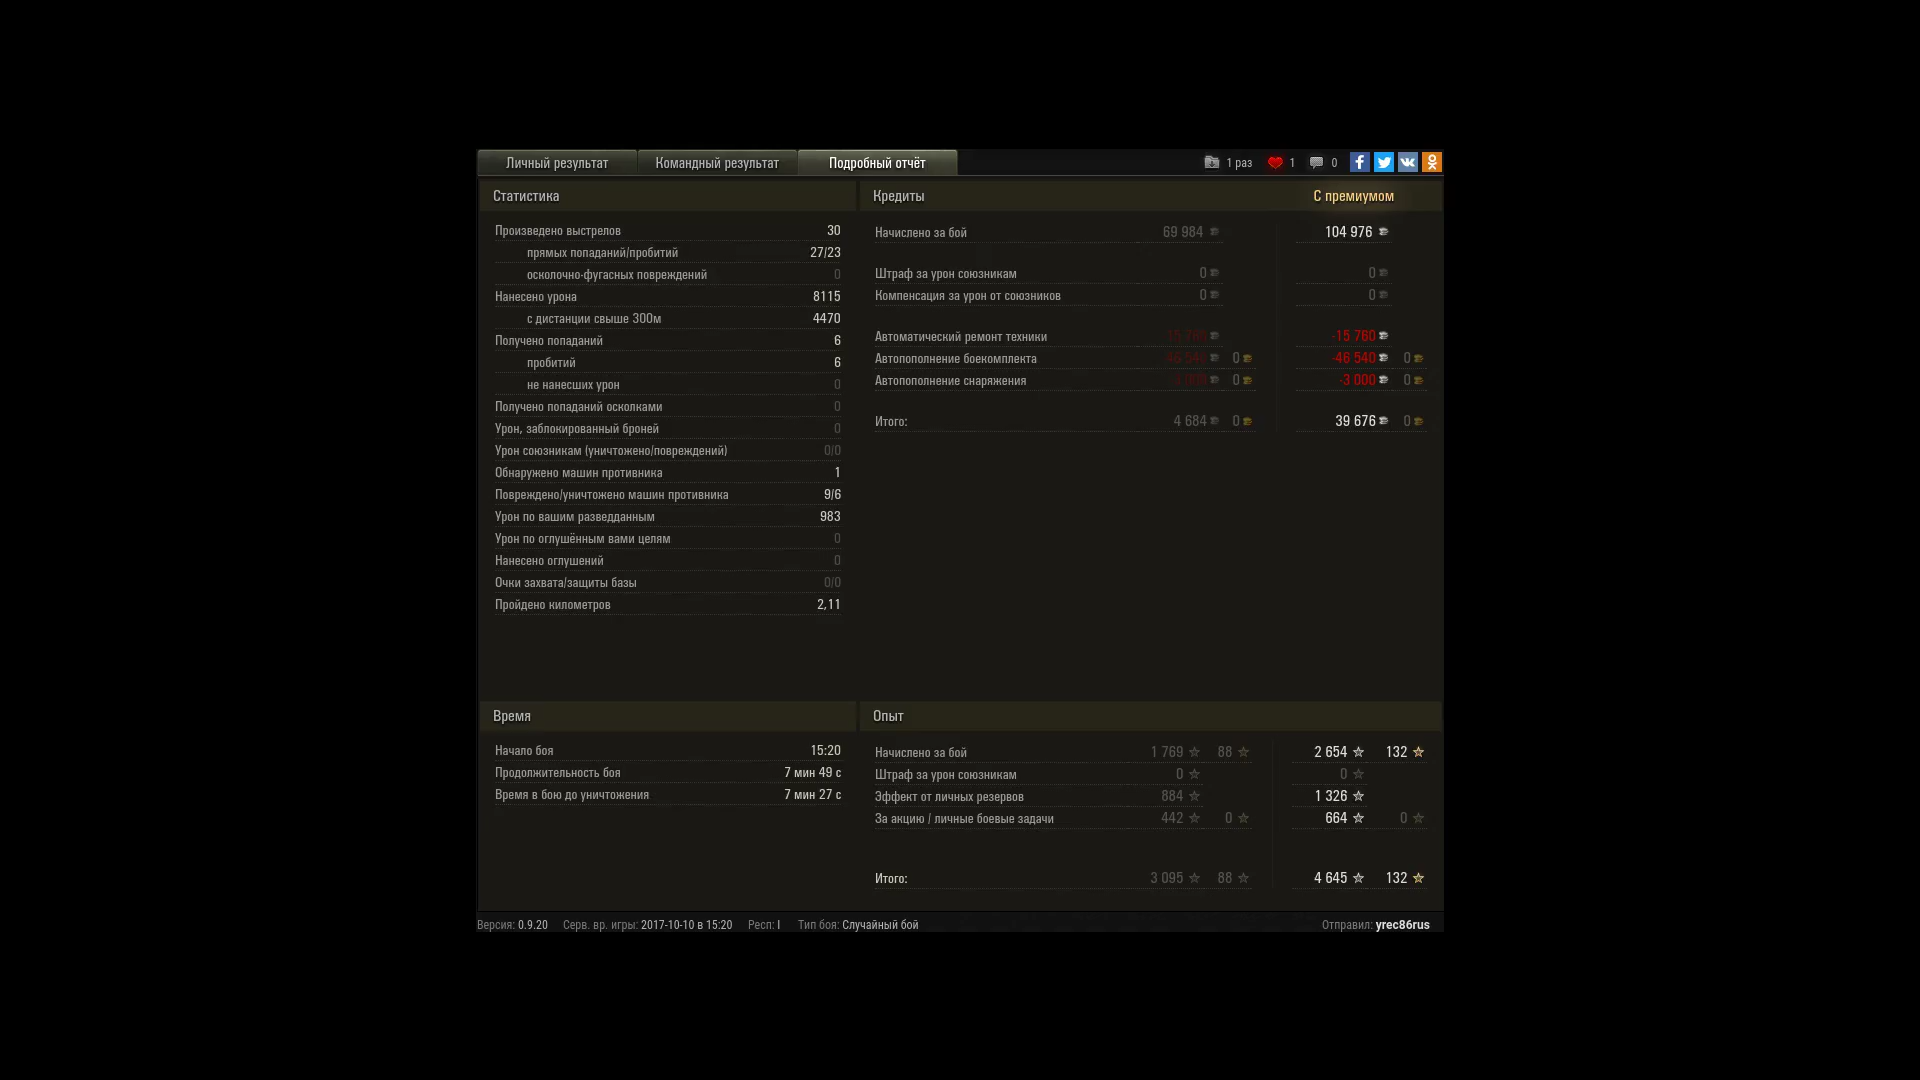 Личный результат Командный результат Подробный отчёт 1 раз 1 0
Статистика
Произведено выстрелов 30
прямых попаданий/пробитий 27/23
осколочно-фугасных повреждений 0
Нанесено урона 8115
с дистанции свыше 300м 4470
Получено попаданий 6
пробитий 6
не нанесших урон 0
Получено попаданий осколками 0
Урон, заблокированный броней 0
Урон союзникам (уничтожено/повреждений) 0/0
Обнаружено машин противника 1
Повреждено/уничтожено машин противника 9/6
Урон по вашим разведданным 983
Урон по оглушённым вами целям 0
Нанесено оглушений 0
Очки захвата/защиты базы 0/0
Пройдено километров 2,11
Кредиты С премиумом
Начислено за бой 69 984 104 976
Штраф за урон союзникам 0 0
Компенсация за урон от союзников 0 0
Автоматический ремонт техники -15 760 -15 760
Автопополнение боекомплекта -46 540 0 -46 540 0
Автопополнение снаряжения -3 000 0 -3 000 0
Итого: 4 684 0 39 676 0
Время
Начало боя 15:20
Продолжительность боя 7 мин 49 с
Время в бою до уничтожения 7 мин 27 с
Опыт
Начислено за бой 1 769 88 2 654 132
Штраф за урон союзникам 0 0
Эффект от личных резервов 884 1 326
За акцию / личные боевые задачи 442 0 664 0
Итого: 3 095 88 4 645 132
Версия: 0.9.20 Серв. вр. игры: 2017-10-10 в 15:20 Респ: I Тип боя: Случайный бой Отправил: yrec86rus